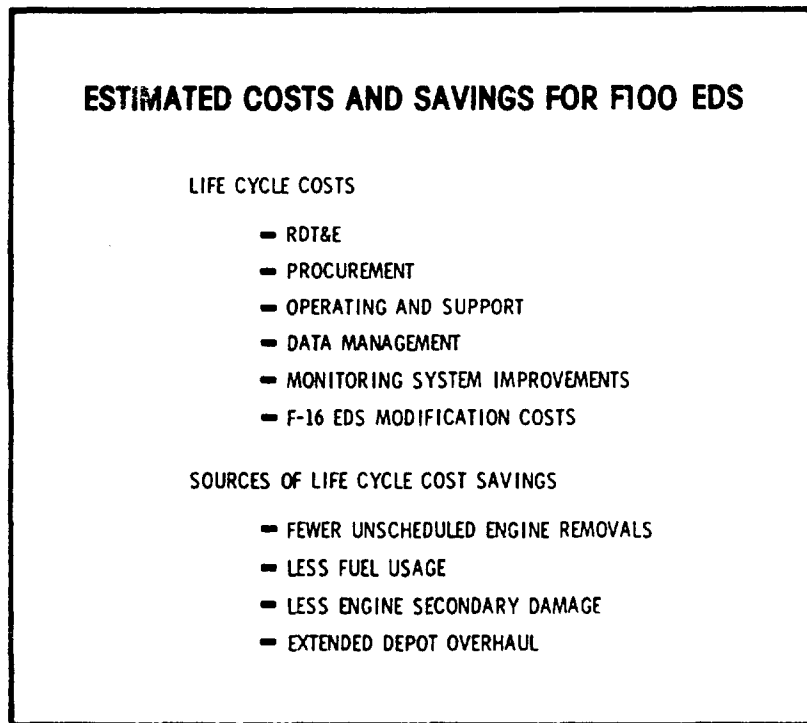 ESTIMATED COSTS AND SAVINGS FOR F100 EDS
LIFE CYCLE COSTS
– RDT&E
– PROCUREMENT
– OPERATING AND SUPPORT
– DATA MANAGEMENT
– MONITORING SYSTEM IMPROVEMENTS
– F-16 EDS MODIFICATION COSTS
SOURCES OF LIFE CYCLE COST SAVINGS
– FEWER UNSCHEDULED ENGINE REMOVALS
– LESS FUEL USAGE
– LESS ENGINE SECONDARY DAMAGE
– EXTENDED DEPOT OVERHAUL